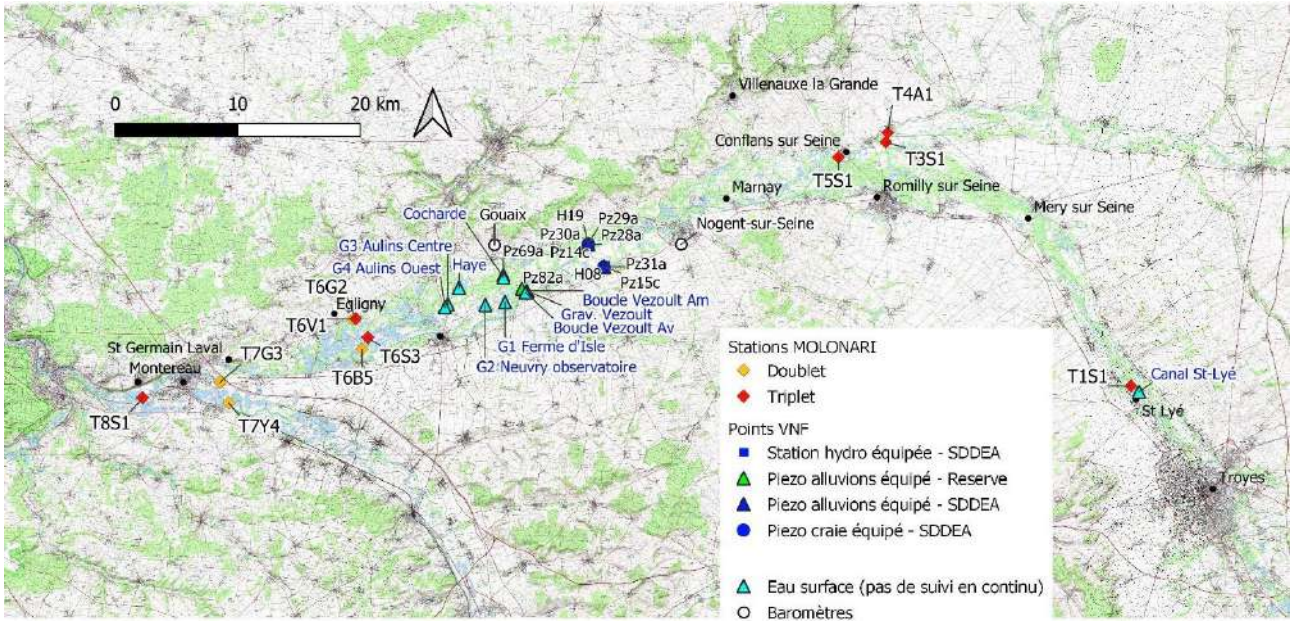 0 10 20 km
Villenauxe la Grande
T4A1
Conflans sur Seine
T3S1
T5S1
Marnay
Romilly sur Seine
Mery sur Seine
Cocharde
Gouaix
H19
Pz29a
Pz30a
Pz28a
Nogent-sur-Seine
G3 Aulins Centre
Pz69a
Pz14c
G4 Aulins Ouest
Haye
Pz82a
H08
Pz31a
Pz15c
T6G2
Egligny
Boucle Vezoult Am
Grav. Vezoult
Boucle Vezoult Av
T6V1
G1 Ferme d'Isle
St Germain Laval
T7G3
T6S3
G2 Neuvry observatoire
Montereau
T6B5
T8S1
T7Y4
T1S1
Canal St-Lyé
St Lyé
Troyes
Stations MOLONARI
Doublet
Triplet
Points VNF
Station hydro équipée - SDDEA
Piezo alluvions équipé - Reserve
Piezo alluvions équipé - SDDEA
Piezo craie équipé - SDDEA
Eau surface (pas de suivi en continu)
Baromètres